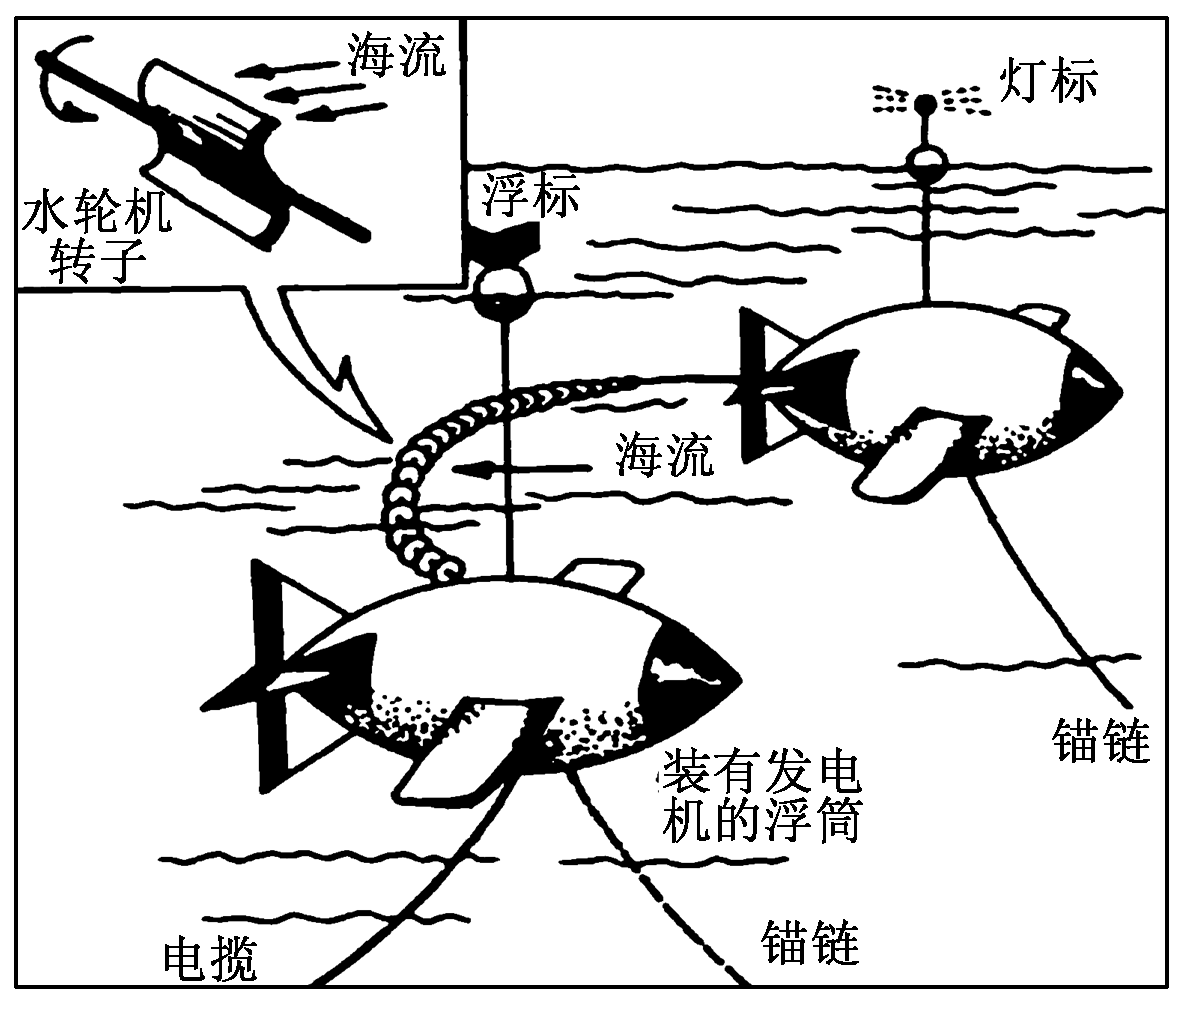 海流
水轮机
转子
灯标
浮标
海流
锚链
装有发电
机的浮筒
锚链
电揽